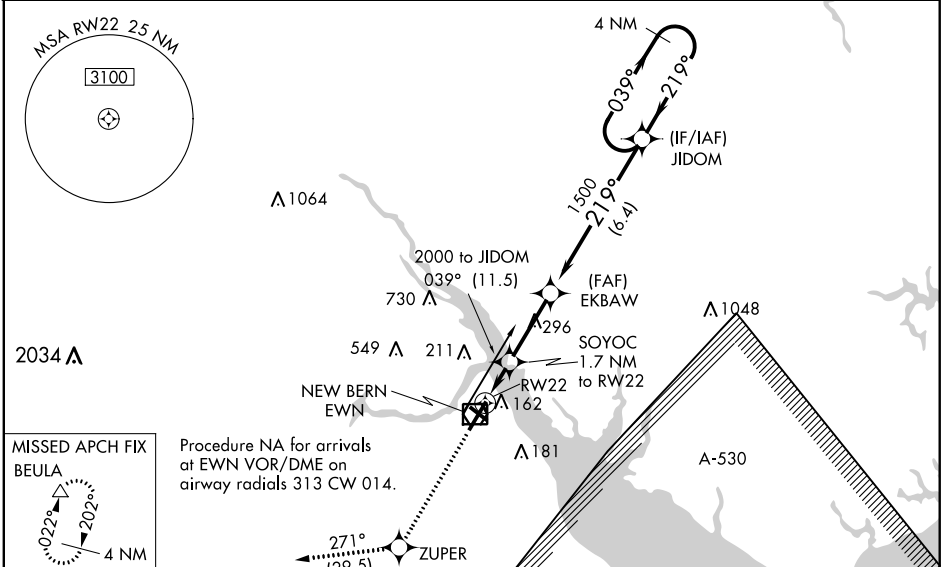 MSA RW22 25 NM
3100
4 NM
039°
219°
(IF/IAF)
JIDOM
1500
219°
(6.4)
1064
2000 to JIDOM
039° (11.5)
(FAF)
EKBAW
730
296
1048
2034
549
211
SOYOC
1.7 NM
to RW22
NEW BERN
EWN
RW22
162
181
A-530
MISSED APCH FIX
BEULA
022°
202°
4 NM
Procedure NA for arrivals
at EWN VOR/DME on
airway radials 313 CW 014.
271°
(29.5)
ZUPER